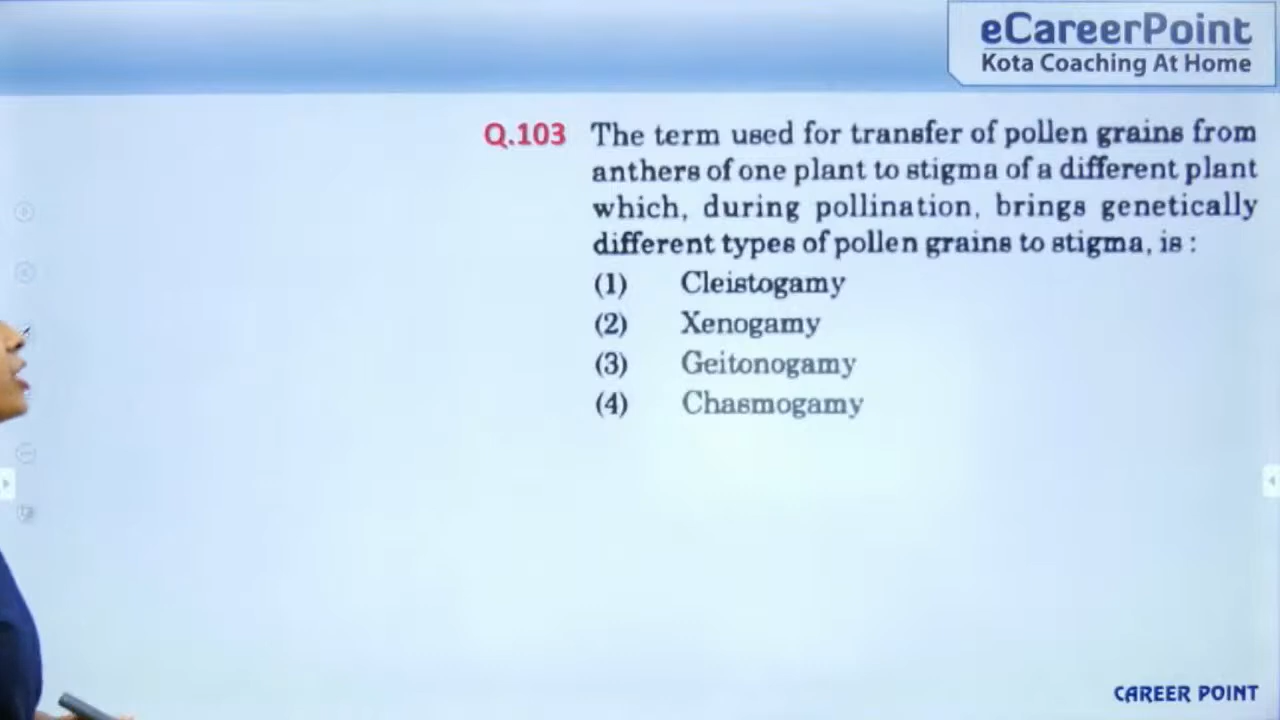 eCareerPoint
Kota Coaching At Home
Q.103 The term used for transfer of pollen grains from
anthers of one plant to stigma of a different plant
which, during pollination, brings genetically
different types of pollen grains to stigma, is :
(1) Cleistogamy
(2) Xenogamy
(3) Geitonogamy
(4) Chasmogamy
CAREER POINT